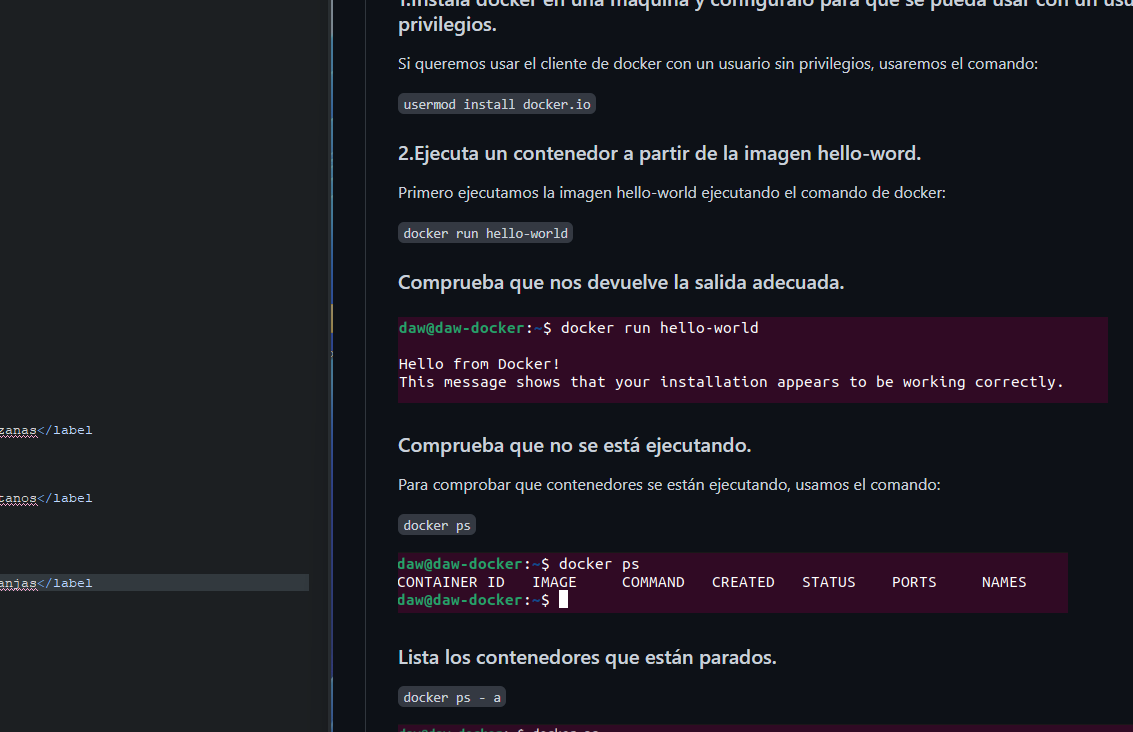 1.Instala docker en una máquina y configúralo para que se pueda usar con un usu
privilegios.
Si queremos usar el cliente de docker con un usuario sin privilegios, usaremos el comando:
usermod install docker.io
2.Ejecuta un contenedor a partir de la imagen hello-word.
Primero ejecutamos la imagen hello-world ejecutando el comando de docker:
docker run hello-world
Comprueba que nos devuelve la salida adecuada.
daw@daw-docker:~$ docker run hello-world
Hello from Docker!
This message shows that your installation appears to be working correctly.
Comprueba que no se está ejecutando.
Para comprobar que contenedores se están ejecutando, usamos el comando:
docker ps
daw@daw-docker:~$ docker ps
CONTAINER ID IMAGE COMMAND CREATED STATUS PORTS NAMES
daw@daw-docker:~$
Lista los contenedores que están parados.
docker ps - a
zanas</label
tanos</label
anjas</label